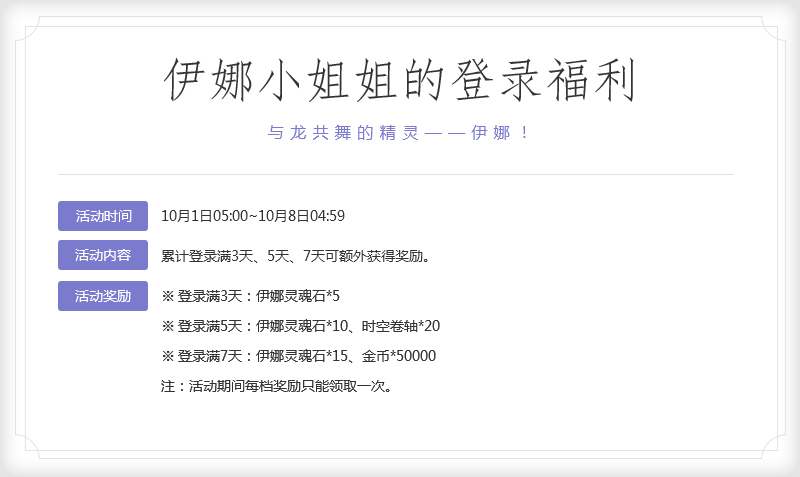 伊娜小姐姐的登录福利
与龙共舞的精灵——伊娜！
活动时间 10月1日05:00~10月8日04:59
活动内容 累计登录满3天、5天、7天可额外获得奖励。
活动奖励 ※ 登录满3天：伊娜灵魂石*5
※ 登录满5天：伊娜灵魂石*10、时空卷轴*20
※ 登录满7天：伊娜灵魂石*15、金币*50000
注：活动期间每档奖励只能领取一次。